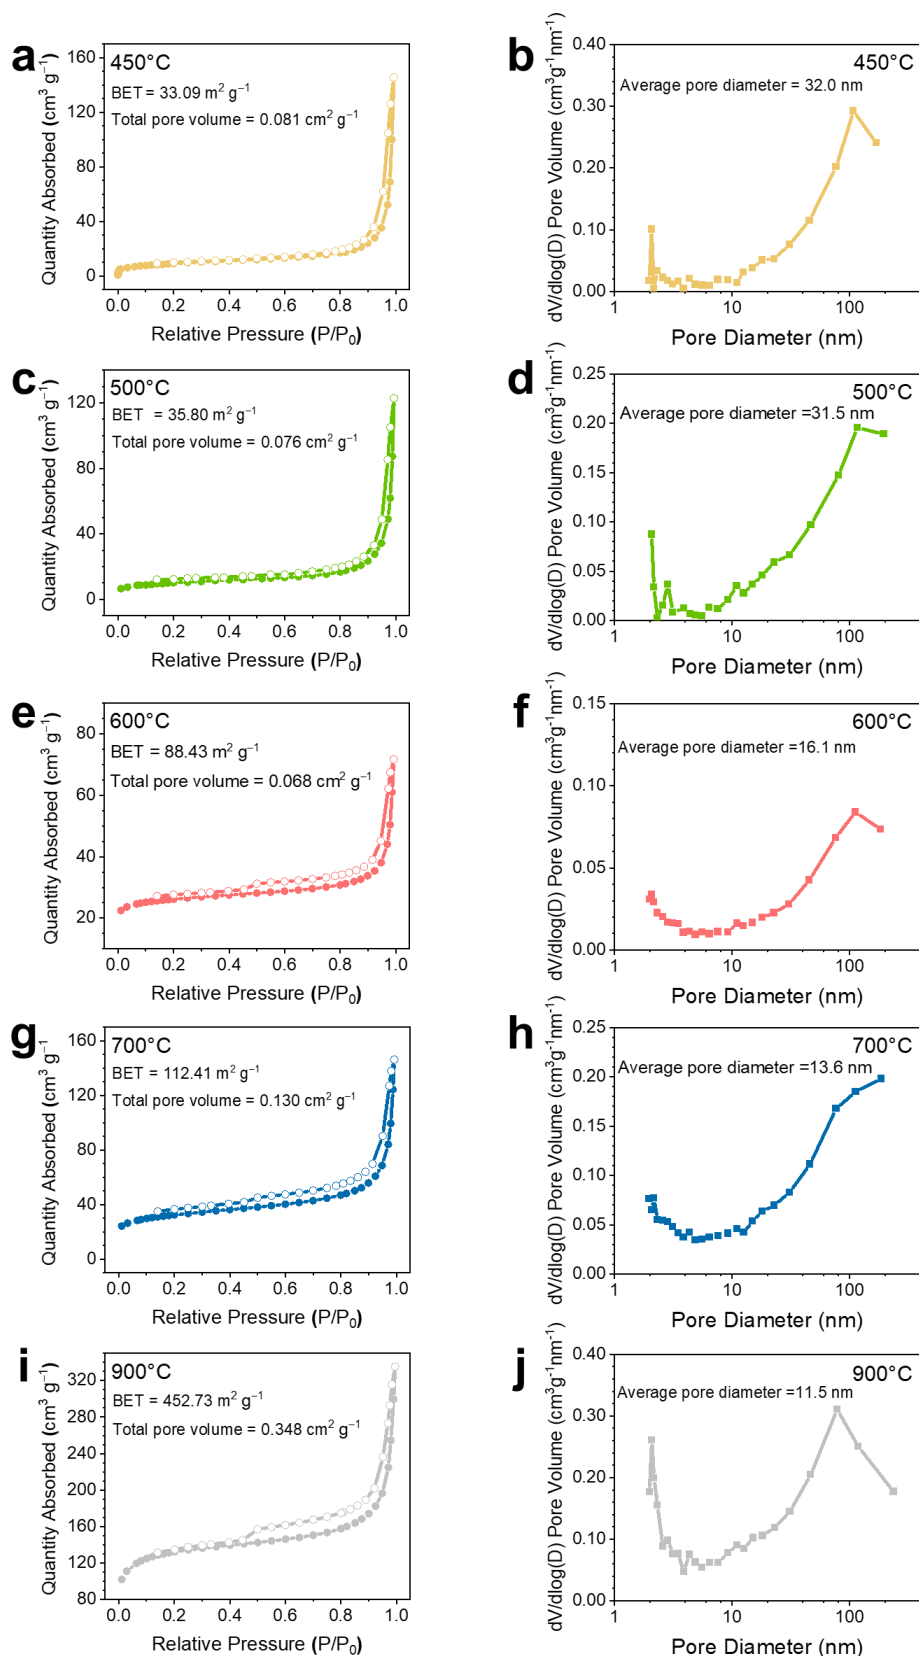 a
450°C
BET = 33.09 m² g⁻¹
Total pore volume = 0.081 cm² g⁻¹
Quantity Absorbed (cm³ g⁻¹)
160
120
80
40
0
0.0 0.2 0.4 0.6 0.8 1.0
Relative Pressure (P/P₀)
b
450°C
Average pore diameter = 32.0 nm
dV/dlog(D) Pore Volume (cm³g⁻¹nm⁻¹)
0.40
0.30
0.20
0.10
0.00
1 10 100
Pore Diameter (nm)
c
500°C
BET = 35.80 m² g⁻¹
Total pore volume = 0.076 cm² g⁻¹
Quantity Absorbed (cm³ g⁻¹)
120
80
40
0
0.0 0.2 0.4 0.6 0.8 1.0
Relative Pressure (P/P₀)
d
500°C
Average pore diameter =31.5 nm
dV/dlog(D) Pore Volume (cm³g⁻¹nm⁻¹)
0.25
0.20
0.15
0.10
0.05
0.00
1 10 100
Pore Diameter (nm)
e
600°C
BET = 88.43 m² g⁻¹
Total pore volume = 0.068 cm² g⁻¹
Quantity Absorbed (cm³ g⁻¹)
80
60
40
20
0.0 0.2 0.4 0.6 0.8 1.0
Relative Pressure (P/P₀)
f
600°C
Average pore diameter =16.1 nm
dV/dlog(D) Pore Volume (cm³g⁻¹nm⁻¹)
0.15
0.10
0.05
0.00
1 10 100
Pore Diameter (nm)
g
700°C
BET = 112.41 m² g⁻¹
Total pore volume = 0.130 cm² g⁻¹
Quantity Absorbed (cm³ g⁻¹
160
120
80
40
0
0.0 0.2 0.4 0.6 0.8 1.0
Relative Pressure (P/P₀)
h
700°C
Average pore diameter =13.6 nm
dV/dlog(D) Pore Volume (cm³g⁻¹nm⁻¹)
0.25
0.20
0.15
0.10
0.05
0.00
1 10 100
Pore Diameter (nm)
i
900°C
BET = 452.73 m² g⁻¹
Total pore volume = 0.348 cm² g⁻¹
Quantity Absorbed (cm³ g⁻¹)
320
280
240
200
160
120
80
0.0 0.2 0.4 0.6 0.8 1.0
Relative Pressure (P/P₀)
j
900°C
Average pore diameter =11.5 nm
dV/dlog(D) Pore Volume (cm³g⁻¹nm⁻¹)
0.40
0.30
0.20
0.10
0.00
1 10 100
Pore Diameter (nm)